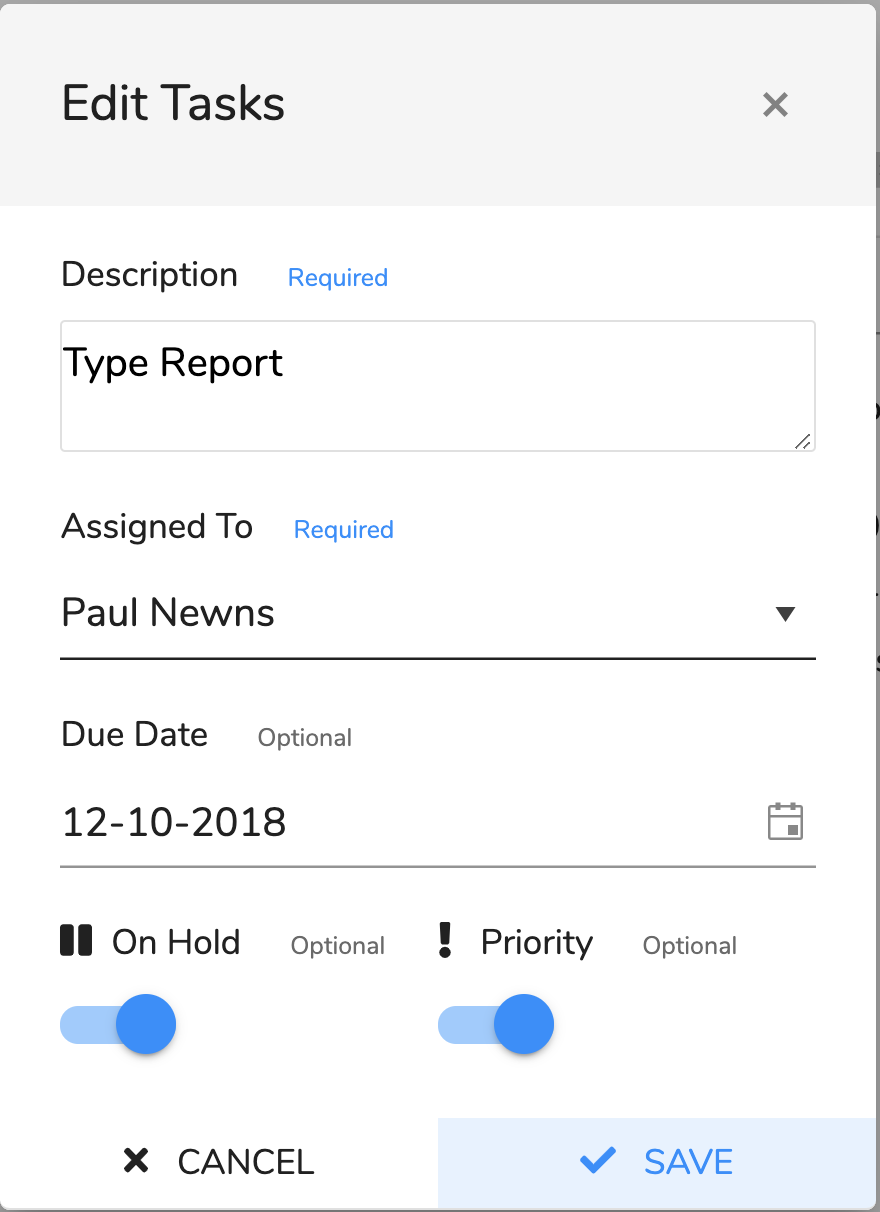 Edit Tasks
Description Required
Type Report
Assigned To Required
Paul Newns
Due Date Optional
12-10-2018
On Hold Optional Priority Optional
CANCEL SAVE